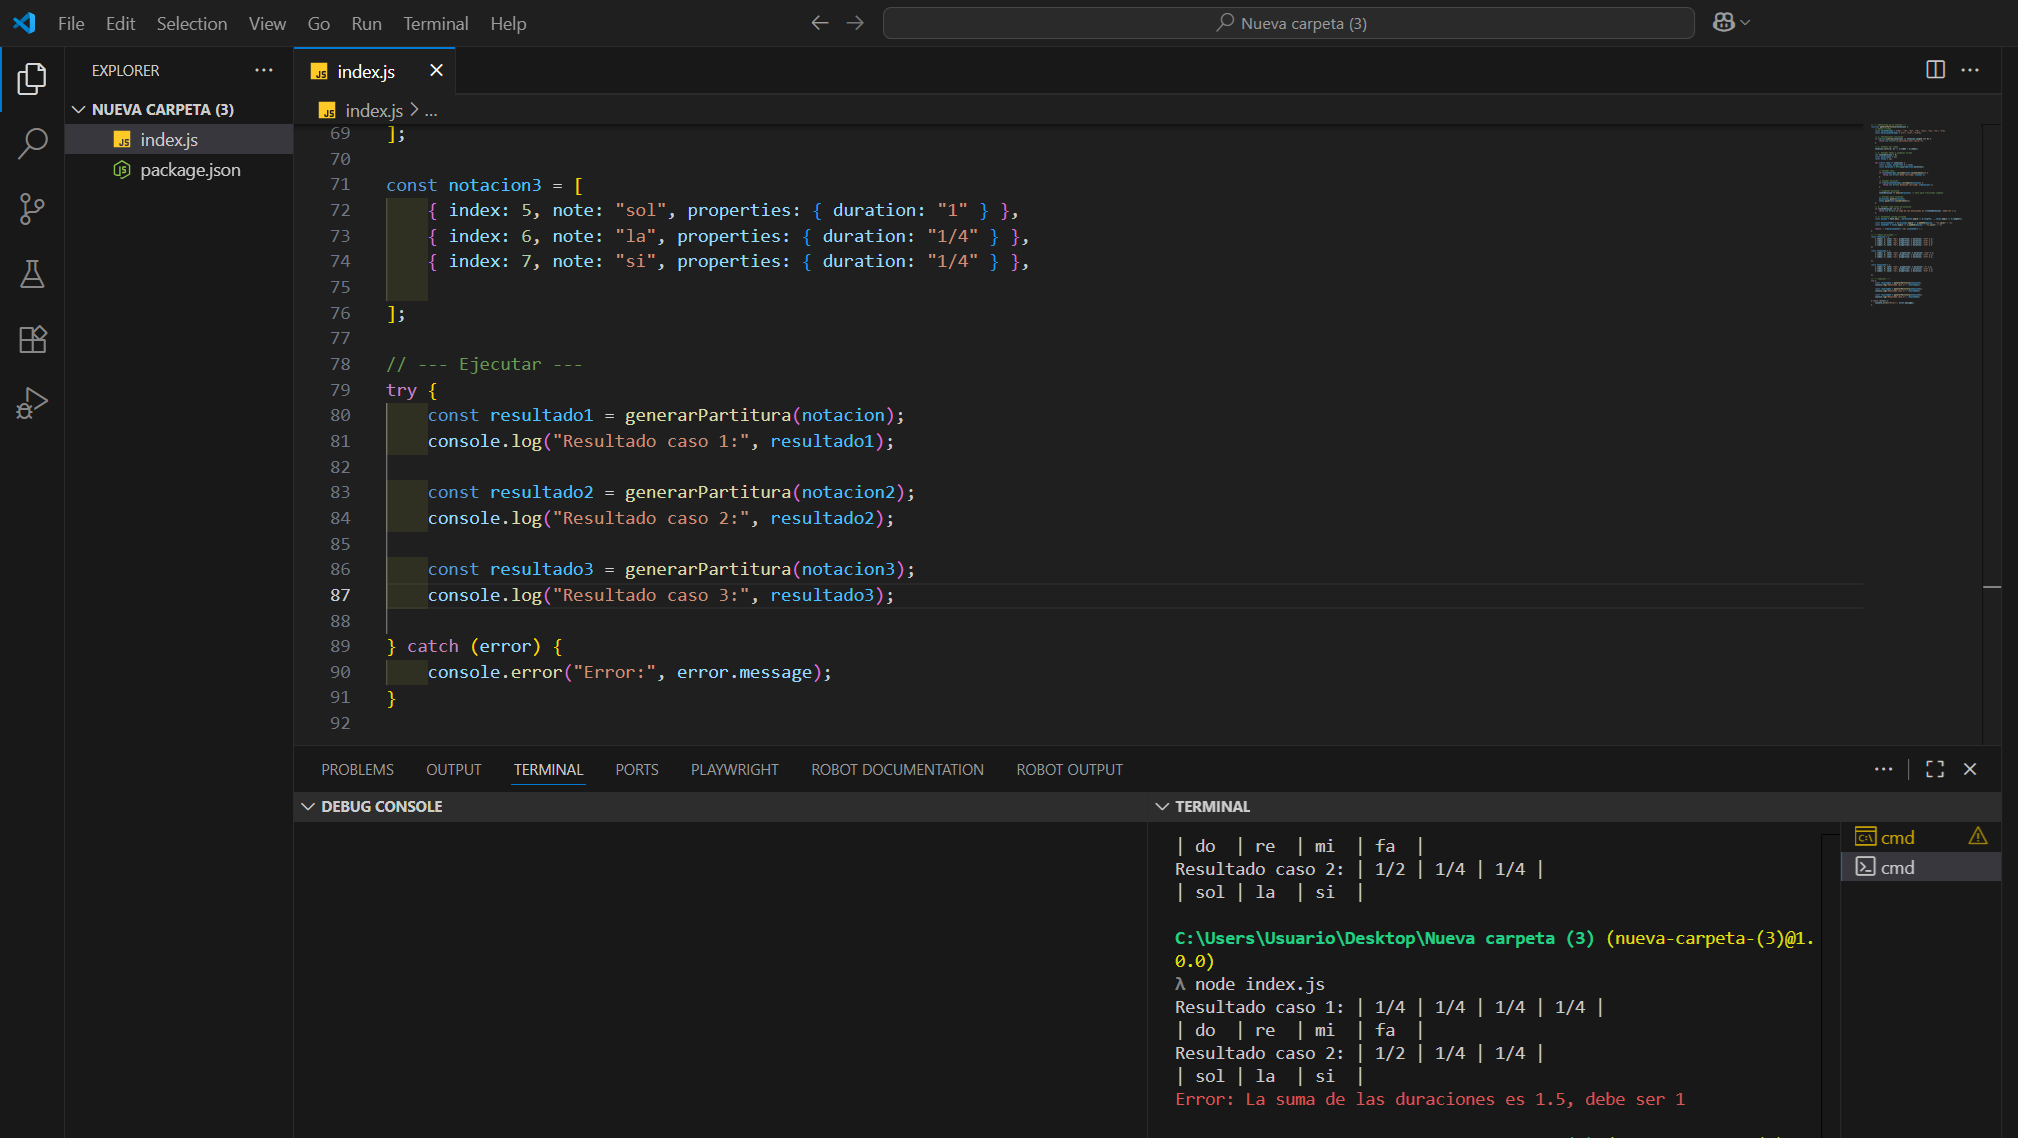 File Edit Selection View Go Run Terminal Help
Nueva carpeta (3)
EXPLORER
NUEVA CARPETA (3)
index.js
package.json
index.js
index.js > ...
69 ];
70
71 const notacion3 = [
72 { index: 5, note: "sol", properties: { duration: "1" } },
73 { index: 6, note: "la", properties: { duration: "1/4" } },
74 { index: 7, note: "si", properties: { duration: "1/4" } },
75
76 ];
77
78 // --- Ejecutar ---
79 try {
80 const resultado1 = generarPartitura(notacion);
81 console.log("Resultado caso 1:", resultado1);
82
83 const resultado2 = generarPartitura(notacion2);
84 console.log("Resultado caso 2:", resultado2);
85
86 const resultado3 = generarPartitura(notacion3);
87 console.log("Resultado caso 3:", resultado3);
88
89 } catch (error) {
90 console.error("Error:", error.message);
91 }
92
PROBLEMS OUTPUT TERMINAL PORTS PLAYWRIGHT ROBOT DOCUMENTATION ROBOT OUTPUT
DEBUG CONSOLE
TERMINAL
| do | re | mi | fa |
Resultado caso 2: | 1/2 | 1/4 | 1/4 |
| sol | la | si |
C:\Users\Usuario\Desktop\Nueva carpeta (3) (nueva-carpeta-(3)@1.
0.0)
λ node index.js
Resultado caso 1: | 1/4 | 1/4 | 1/4 | 1/4 |
| do | re | mi | fa |
Resultado caso 2: | 1/2 | 1/4 | 1/4 |
| sol | la | si |
Error: La suma de las duraciones es 1.5, debe ser 1
cmd
cmd